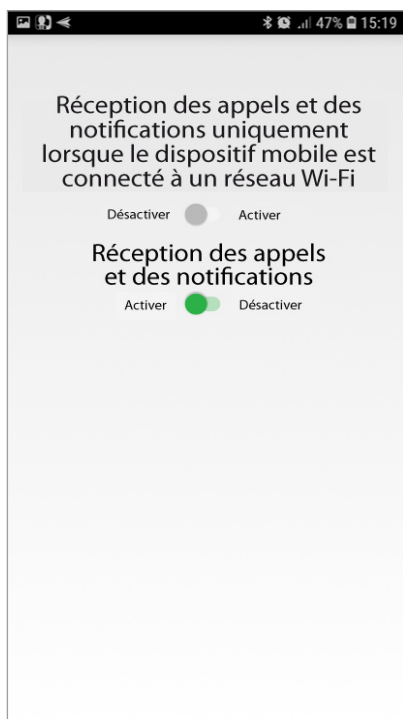 47% 15:19
Réception des appels et des
notifications uniquement
lorsque le dispositif mobile est
connecté à un réseau Wi-Fi
Désactiver Activer
Réception des appels
et des notifications
Activer Désactiver